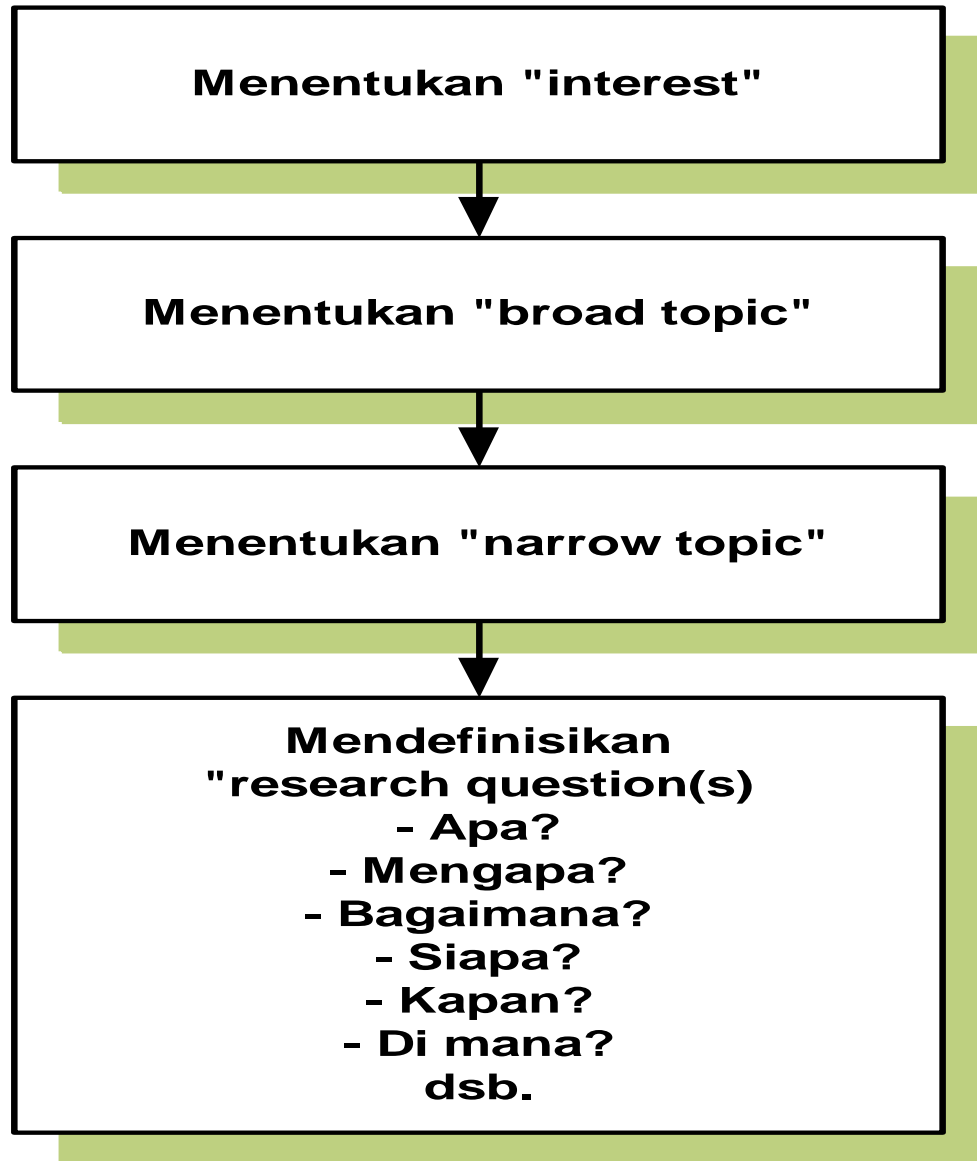 Menentukan "interest"
Menentukan "broad topic"
Menentukan "narrow topic"
Mendefinisikan
"research question(s)
- Apa?
- Mengapa?
- Bagaimana?
- Siapa?
- Kapan?
- Di mana?
dsb.